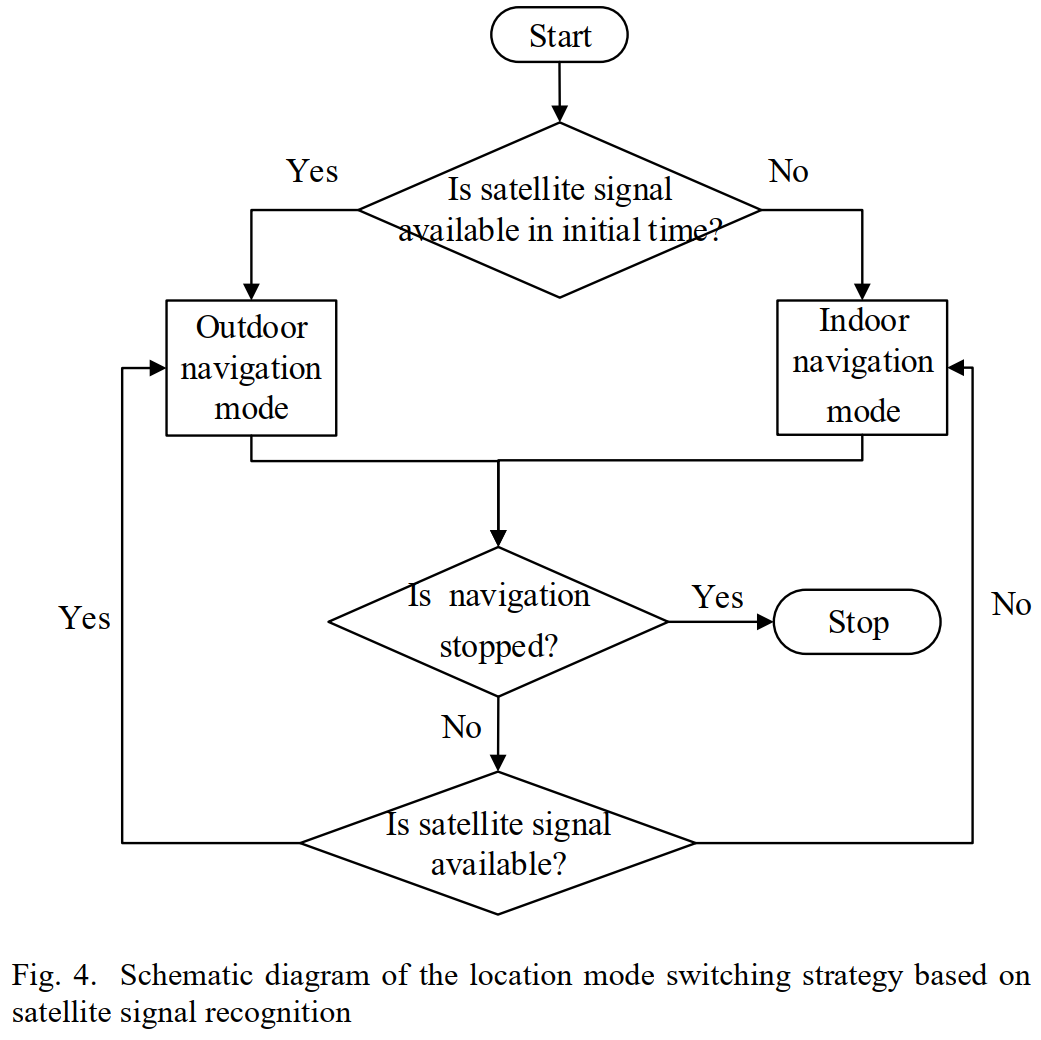 Start
Yes
No
Is satellite signal
available in initial time?
Outdoor
navigation
mode
Indoor
navigation
mode
Is navigation
stopped?
Yes
Stop
Yes
No
No
Is satellite signal
available?
Fig. 4. Schematic diagram of the location mode switching strategy based on
satellite signal recognition